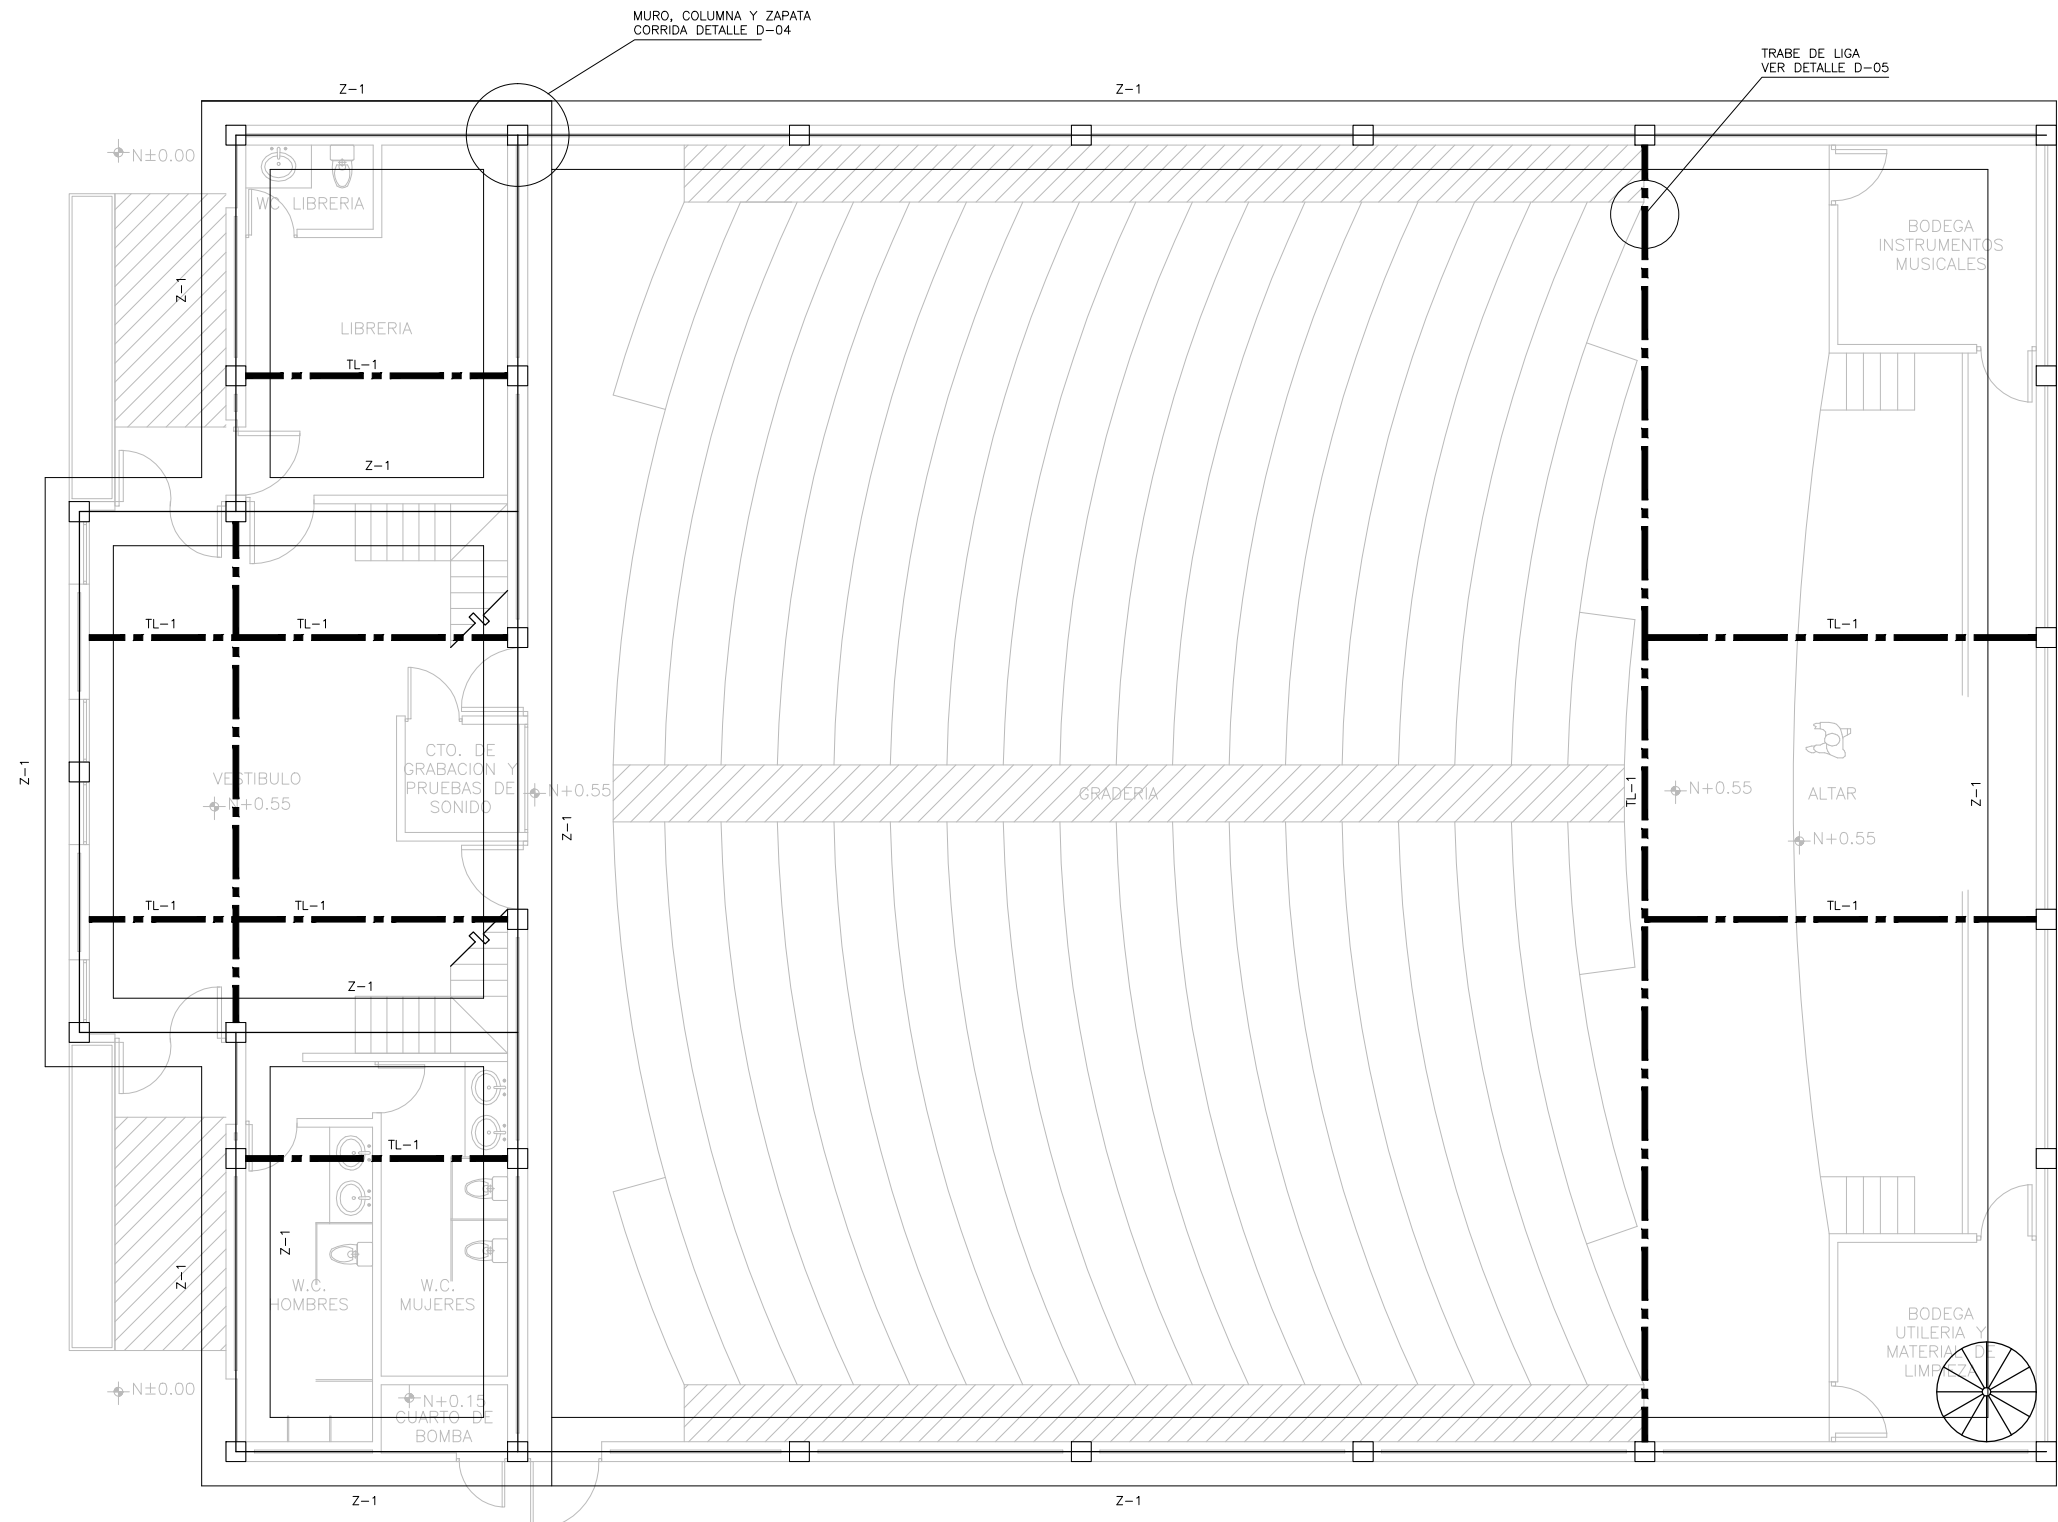 MURO, COLUMNA Y ZAPATA
CORRIDA DETALLE D-04
TRABE DE LIGA
VER DETALLE D-05
Z-1
Z-1
N±0.00
WC. LIBRERIA
BODEGA
INSTRUMENTOS
MUSICALES
Z-1
LIBRERIA
TL-1
Z-1
TL-1
TL-1
TL-1
CTO. DE
GRABACION Y
PRUEBAS DE
SONIDO
VESTIBULO
N+0.55
N+0.55
Z-1
Z-1
GRADERIA
TL-1
N+0.55
ALTAR
Z-1
N+0.55
TL-1
TL-1
TL-1
Z-1
TL-1
Z-1
Z-1
W.C.
HOMBRES
W.C.
MUJERES
BODEGA
UTILERIA Y
MATERIAL DE
LIMPIEZA
N±0.00
N+0.15
CUARTO DE
BOMBA
Z-1
Z-1